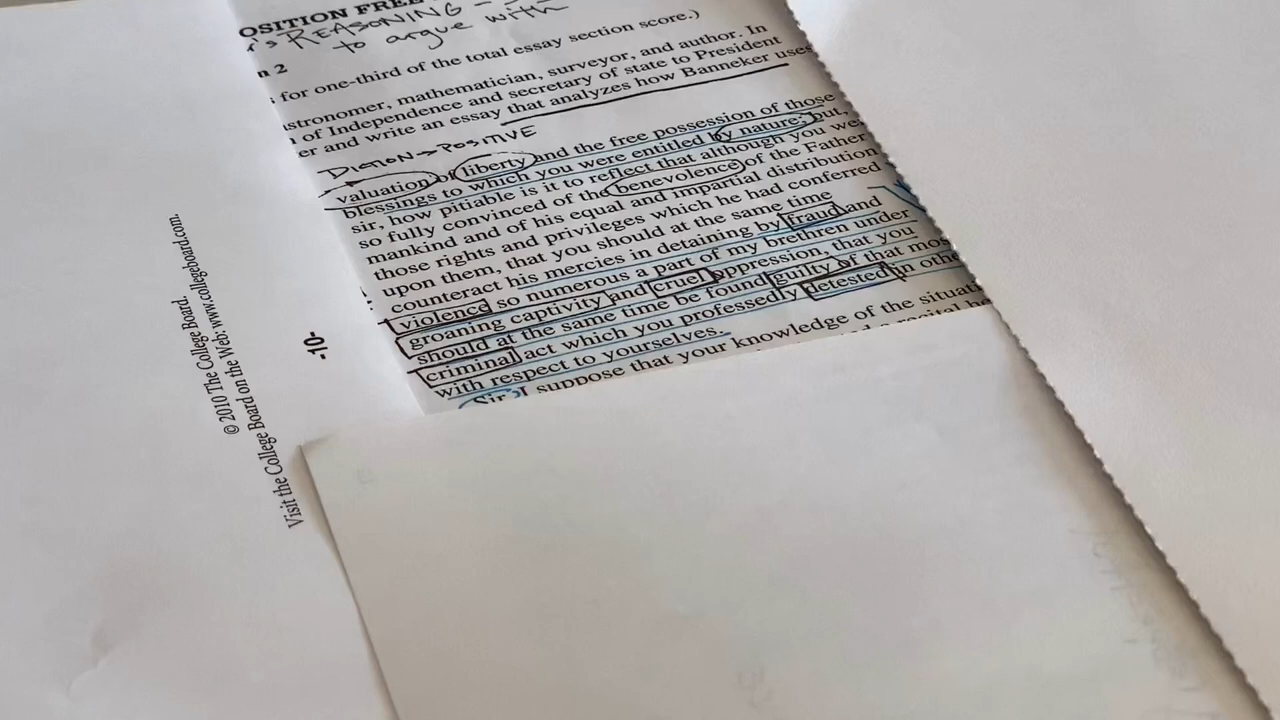 OSITION FREE
's REASONING -
to argue with
n 2
for one-third of the total essay section score.)
astronomer, mathematician, surveyor, and author. In
of Independence and secretary of state to President
er and write an essay that analyzes how Banneker uses
DICTION → POSITIVE
valuation of liberty and the free possession of those
blessings to which you were entitled by nature; but,
sir, how pitiable is it to reflect that although you we
so fully convinced of the benevolence of the Father
mankind and of his equal and impartial distribution
those rights and privileges which he had conferred
upon them, that you should at the same time
counteract his mercies in detaining by fraud and
violence so numerous a part of my brethren under
groaning captivity and cruel oppression, that you
should at the same time be found guilty of that mos
criminal act which you professedly detested in othe
with respect to yourselves.
Sir, I suppose that your knowledge of the situati
a recital he
-10-
© 2010 The College Board.
Visit the College Board on the Web: www.collegeboard.com.